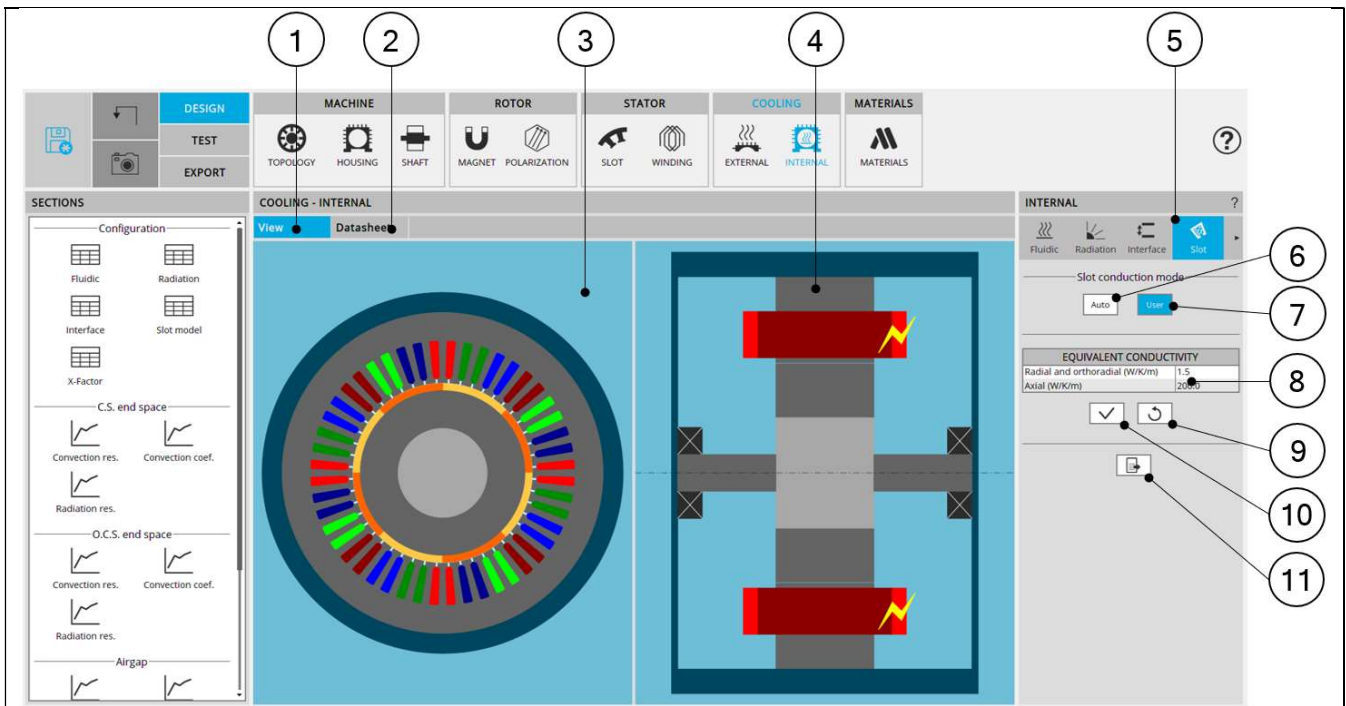 1 2 3 4 5
DESIGN MACHINE ROTOR STATOR COOLING MATERIALS
TEST
TOPOLOGY HOUSING SHAFT MAGNET POLARIZATION SLOT WINDING EXTERNAL INTERNAL MATERIALS
EXPORT
?
SECTIONS
Configuration
Fluidic Radiation
Interface Slot model
X-Factor
C.S. end space
Convection res. Convection coef.
Radiation res.
O.C.S. end space
Convection res. Convection coef.
Radiation res.
Airgap
COOLING - INTERNAL
View Datasheet
INTERNAL ?
Fluidic Radiation Interface Slot
Slot conduction mode
Auto User
EQUIVALENT CONDUCTIVITY
Radial and orthoradial (W/K/m) 1.5
Axial (W/K/m) 200.0
6
7
8
9
10
11